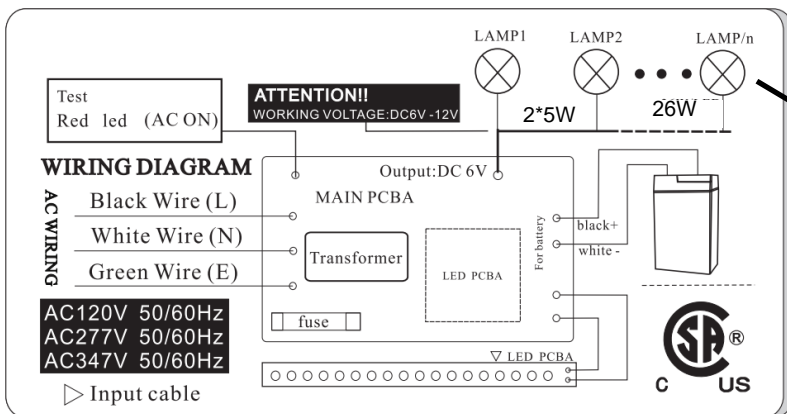 LAMP1
LAMP2
LAMP/n
Test
Red led (AC ON)
ATTENTION!!
WORKING VOLTAGE:DC6V -12V
2*5W
26W
WIRING DIAGRAM
Output:DC 6V
MAIN PCBA
AC WIRING
Black Wire (L)
White Wire (N)
Green Wire (E)
Transformer
LED PCBA
For battery
black+
white -
fuse
AC120V 50/60Hz
AC277V 50/60Hz
AC347V 50/60Hz
▽ LED PCBA
▷ Input cable
SA
®
C US